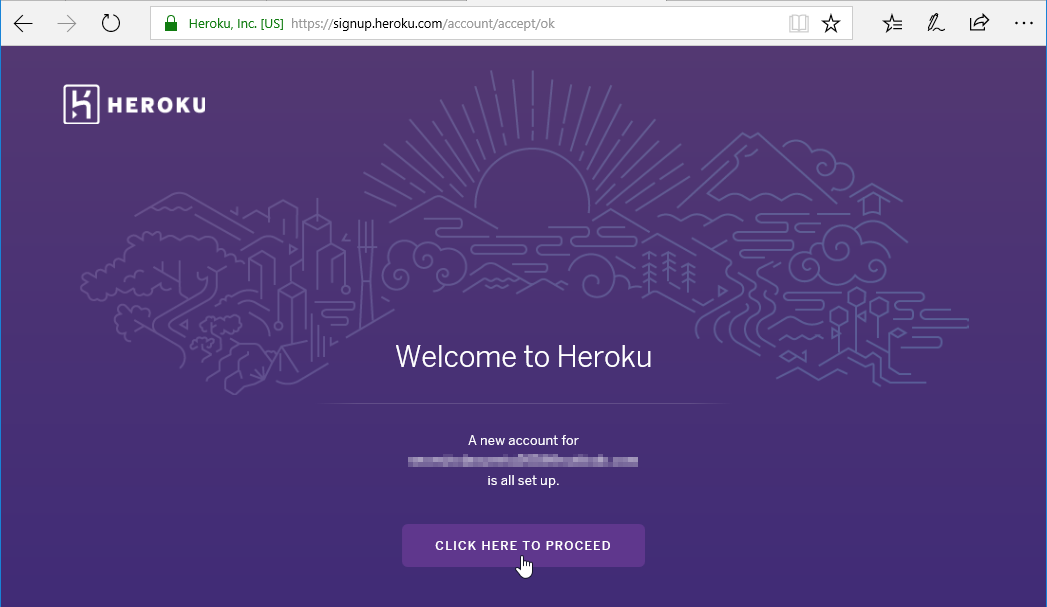 Heroku, Inc. [US] https://signup.heroku.com/account/accept/ok
HEROKU
Welcome to Heroku
A new account for
is all set up.
CLICK HERE TO PROCEED